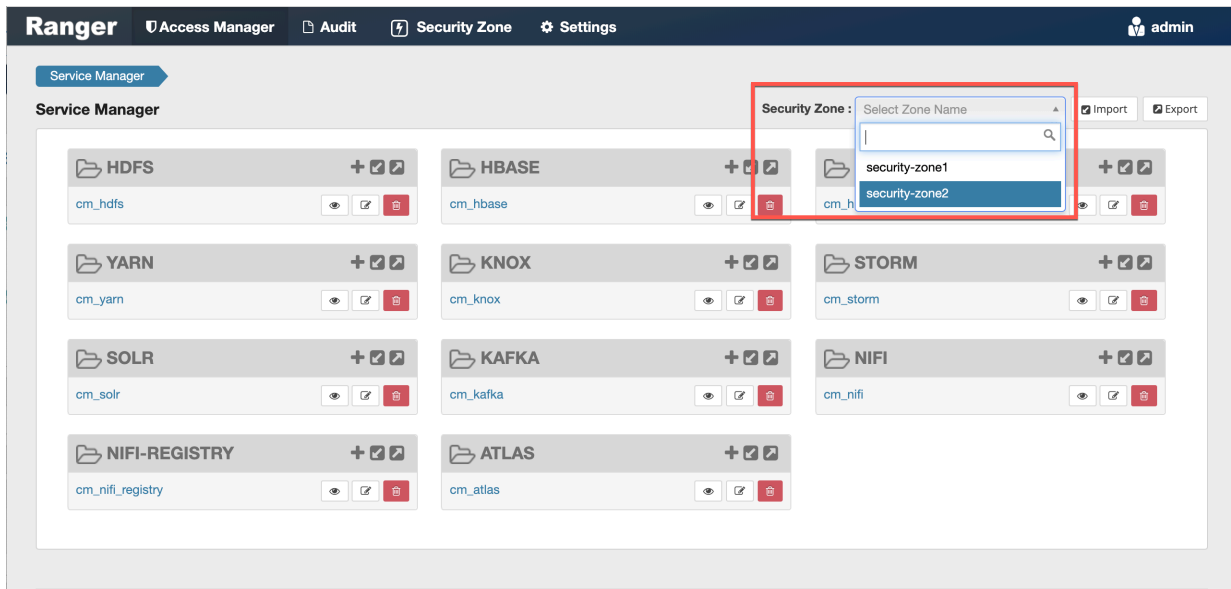 Ranger Access Manager Audit Security Zone Settings admin
Service Manager
Service Manager Security Zone : Select Zone Name Import Export
security-zone1
security-zone2
HDFS HBASE
cm_hdfs cm_hbase cm_h
YARN KNOX STORM
cm_yarn cm_knox cm_storm
SOLR KAFKA NIFI
cm_solr cm_kafka cm_nifi
NIFI-REGISTRY ATLAS
cm_nifi_registry cm_atlas